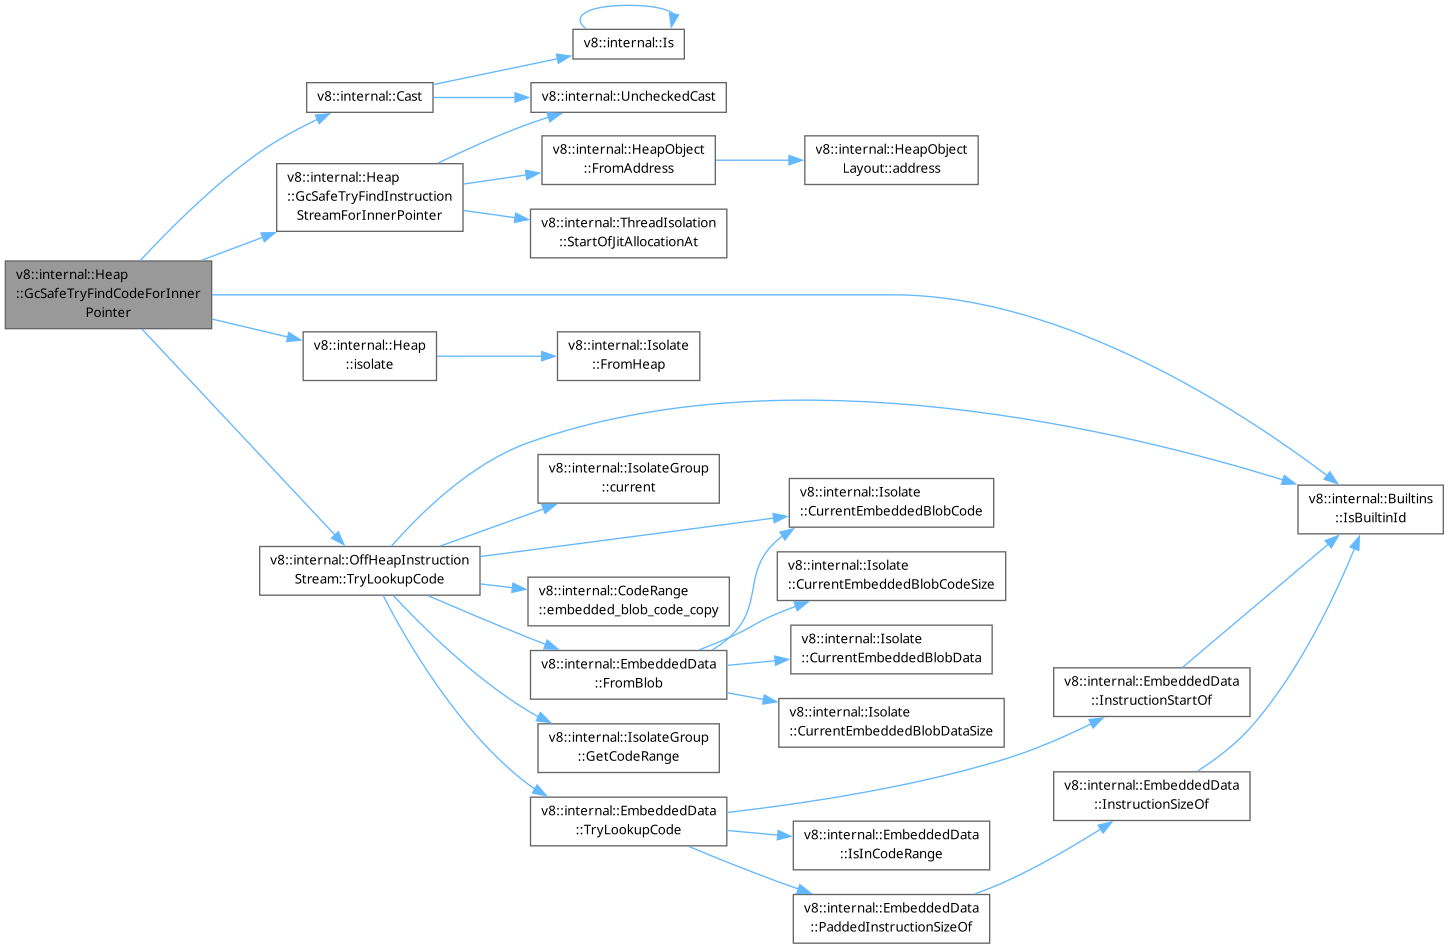 v8::internal::Is
v8::internal::Cast
v8::internal::UncheckedCast
v8::internal::HeapObject
::FromAddress
v8::internal::HeapObject
Layout::address
v8::internal::Heap
::GcSafeTryFindInstruction
StreamForInnerPointer
v8::internal::ThreadIsolation
::StartOfJitAllocationAt
v8::internal::Heap
::GcSafeTryFindCodeForInner
Pointer
v8::internal::Heap
::isolate
v8::internal::Isolate
::FromHeap
v8::internal::IsolateGroup
::current
v8::internal::Isolate
::CurrentEmbeddedBlobCode
v8::internal::Builtins
::IsBuiltinId
v8::internal::OffHeapInstruction
Stream::TryLookupCode
v8::internal::Isolate
::CurrentEmbeddedBlobCodeSize
v8::internal::CodeRange
::embedded_blob_code_copy
v8::internal::Isolate
::CurrentEmbeddedBlobData
v8::internal::EmbeddedData
::FromBlob
v8::internal::EmbeddedData
::InstructionStartOf
v8::internal::Isolate
::CurrentEmbeddedBlobDataSize
v8::internal::IsolateGroup
::GetCodeRange
v8::internal::EmbeddedData
::InstructionSizeOf
v8::internal::EmbeddedData
::TryLookupCode
v8::internal::EmbeddedData
::IsInCodeRange
v8::internal::EmbeddedData
::PaddedInstructionSizeOf